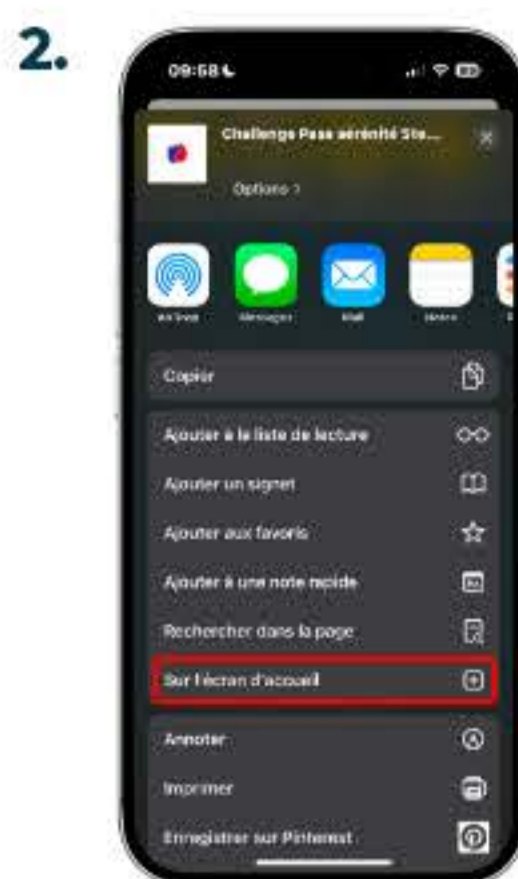 2.
09:58
Challenge Pass sérénité Ste...
Options >
AirDrop
Messages
Mail
Notes
Copier
Ajouter à la liste de lecture
Ajouter un signet
Ajouter aux favoris
Ajouter à une note rapide
Rechercher dans la page
Sur l'écran d'accueil
Annoter
Imprimer
Enregistrer sur Pinterest